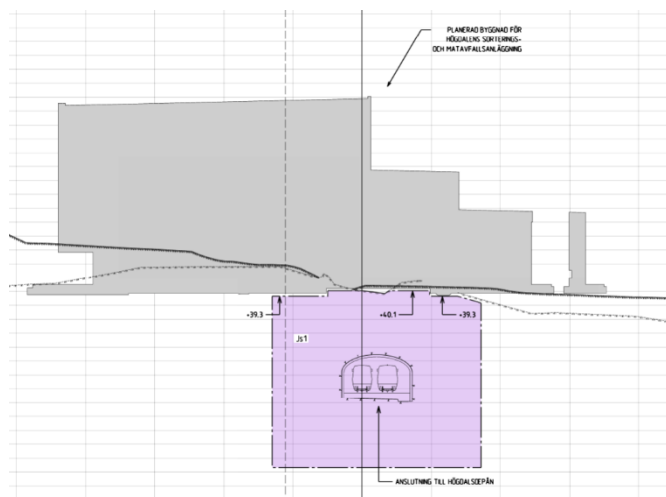 PLANERAD BYGGNAD FÖR
HÖGDALENS SORTERINGS-
OCH MATAVFALLSANLÄGGNING
+39.3
+40.1
+39.3
Js1
ANSLUTNING TILL HÖGDALSDEPÅN